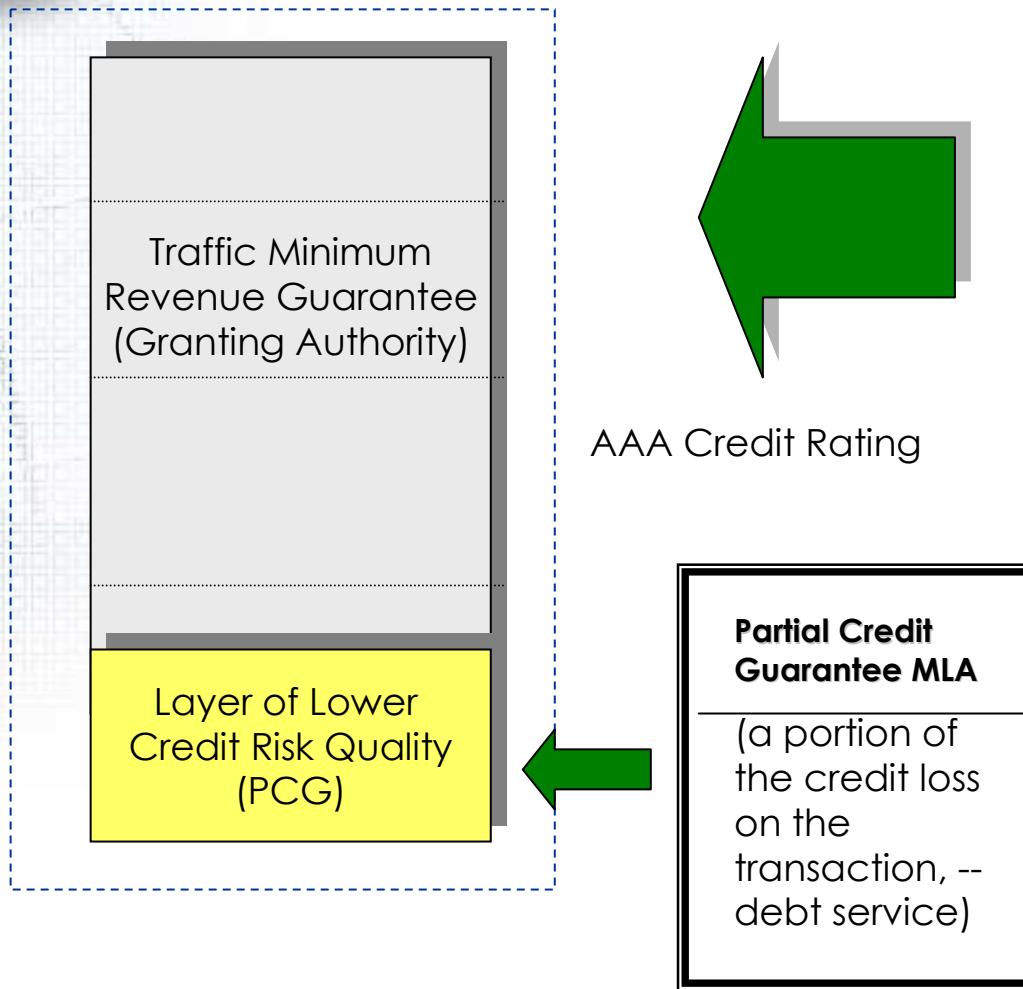 Traffic Minimum
Revenue Guarantee
(Granting Authority)
AAA Credit Rating
Layer of Lower
Credit Risk Quality
(PCG)
Partial Credit
Guarantee MLA
(a portion of
the credit loss
on the
transaction, --
debt service)